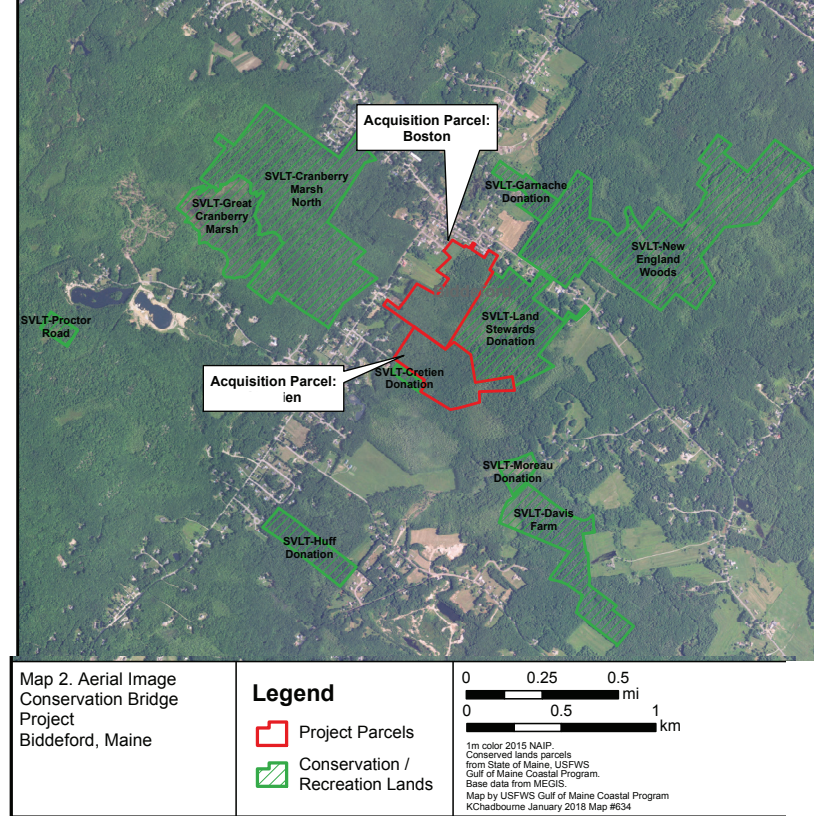 Acquisition Parcel:
Boston
SVLT-Cranberry
Marsh
North
SVLT-Great
Cranberry
Marsh
SVLT-Garnache
Donation
SVLT-New
England
Woods
SVLT-Proctor
Road
SVLT-Land
Stewards
Donation
Acquisition Parcel:
SVLT-Cretien
Donation
SVLT-Moreau
Donation
SVLT-Davis
Farm
SVLT-Huff
Donation
Map 2. Aerial Image
Conservation Bridge
Project
Biddeford, Maine
Legend
Project Parcels
Conservation /
Recreation Lands
0 0.25 0.5
mi
0 0.5 1
km
1m color 2015 NAIP.
Conserved lands parcels
from State of Maine, USFWS
Gulf of Maine Coastal Program.
Base data from MEGIS.
Map by USFWS Gulf of Maine Coastal Program
KChadbourne January 2018 Map #634